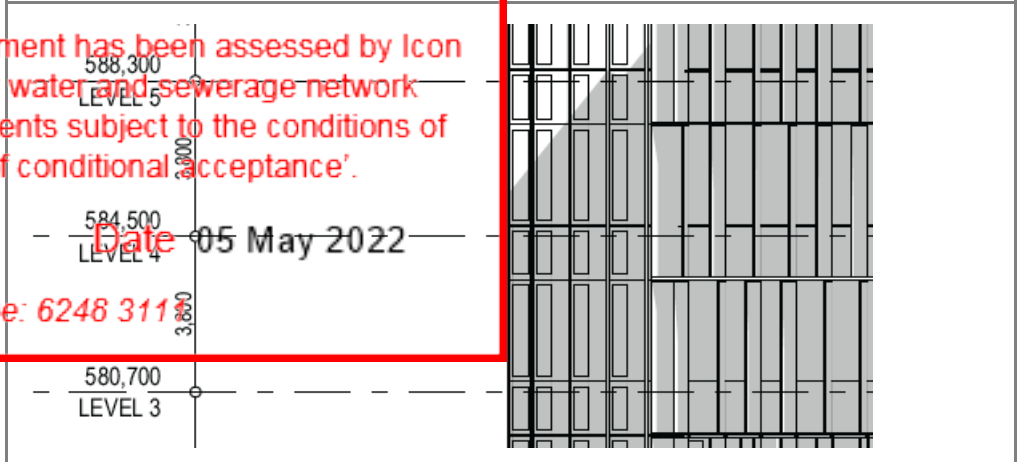 ment has been assessed by Icon
588,300
LEVEL 5
water and sewerage network
ents subject to the conditions of
3,800
f conditional acceptance'.
584,500
LEVEL 4
Date 05 May 2022
e: 6248 3111
3,800
580,700
LEVEL 3